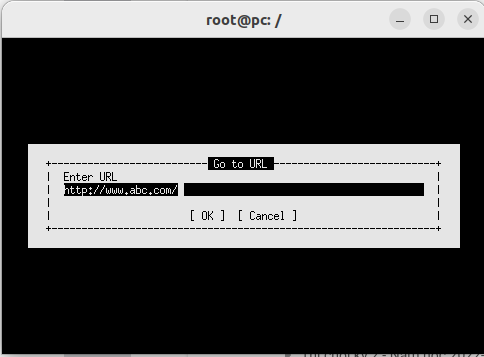 root@pc: /
Go to URL
Enter URL
http://www.abc.com/
[ OK ] [ Cancel ]